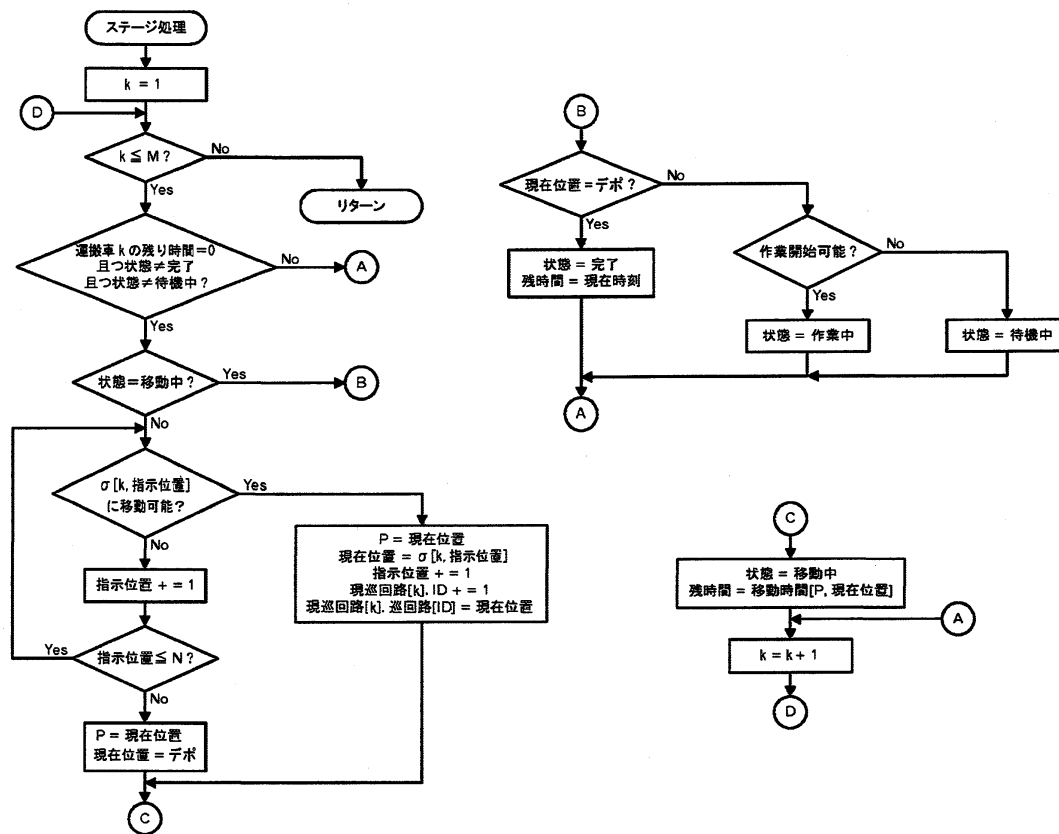 ステージ処理
k = 1
D
k ≦ M?
No
Yes
リターン
運搬車 k の残り時間=0
且つ状態≠完了
且つ状態≠待機中?
No
A
Yes
状態=移動中?
Yes
B
No
σ[k, 指示位置]
に移動可能?
Yes
No
指示位置 += 1
指示位置≦N?
Yes
No
P = 現在位置
現在位置 = デポ
C
P = 現在位置
現在位置 = σ[k, 指示位置]
指示位置 += 1
現巡回路[k]. ID += 1
現巡回路[k]. 巡回路[ID] = 現在位置
B
現在位置=デポ?
No
Yes
状態 = 完了
残時間 = 現在時刻
作業開始可能?
No
Yes
状態 = 作業中
状態 = 待機中
A
C
状態 = 移動中
残時間 = 移動時間[P, 現在位置]
A
k = k + 1
D